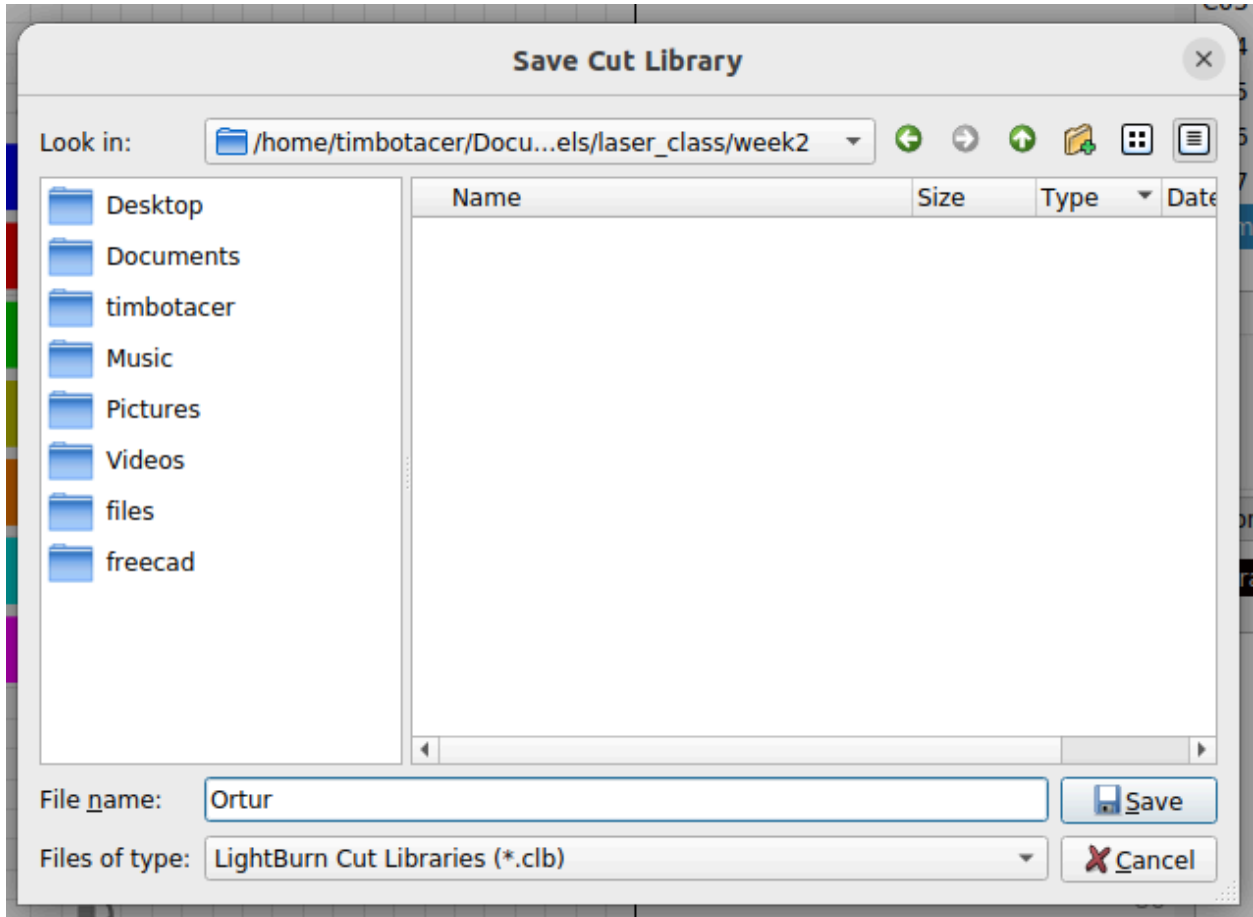 Save Cut Library
Look in: /home/timbotacer/Docu...els/laser_class/week2
Name Size Type Date
Desktop
Documents
timbotacer
Music
Pictures
Videos
files
freecad
File name: Ortur Save
Files of type: LightBurn Cut Libraries (*.clb) Cancel